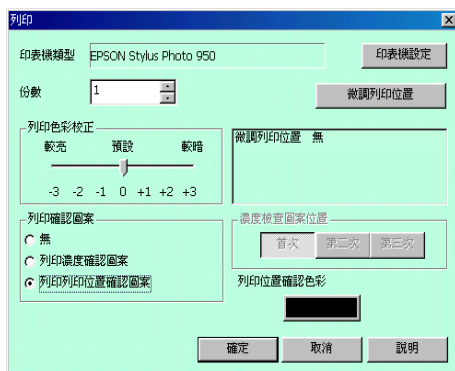 列印
印表機類型 EPSON Stylus Photo 950 印表機設定
份數 1 微調列印位置
列印色彩校正
較亮 預設 較暗
-3 -2 -1 0 +1 +2 +3
微調列印位置 無
列印確認圖案
無
列印濃度確認圖案
列印列印位置確認圖案
濃度檢查圖案位置
首次 第二次 第三次
列印位置確認色彩
確定 取消 說明